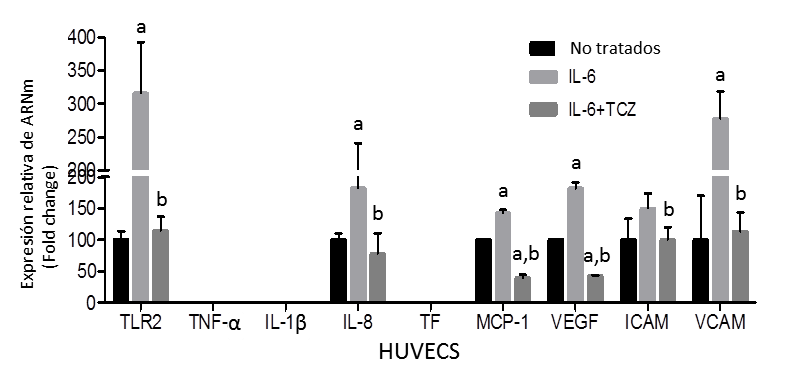 Expresión relativa de ARNm
(Fold change)
400
350
300
250
200
200
150
100
50
0
No tratados
IL-6
IL-6+TCZ
a
b
a
b
a
a,b
a
a,b
b
a
b
TLR2 TNF-α IL-1β IL-8 TF MCP-1 VEGF ICAM VCAM
HUVECS